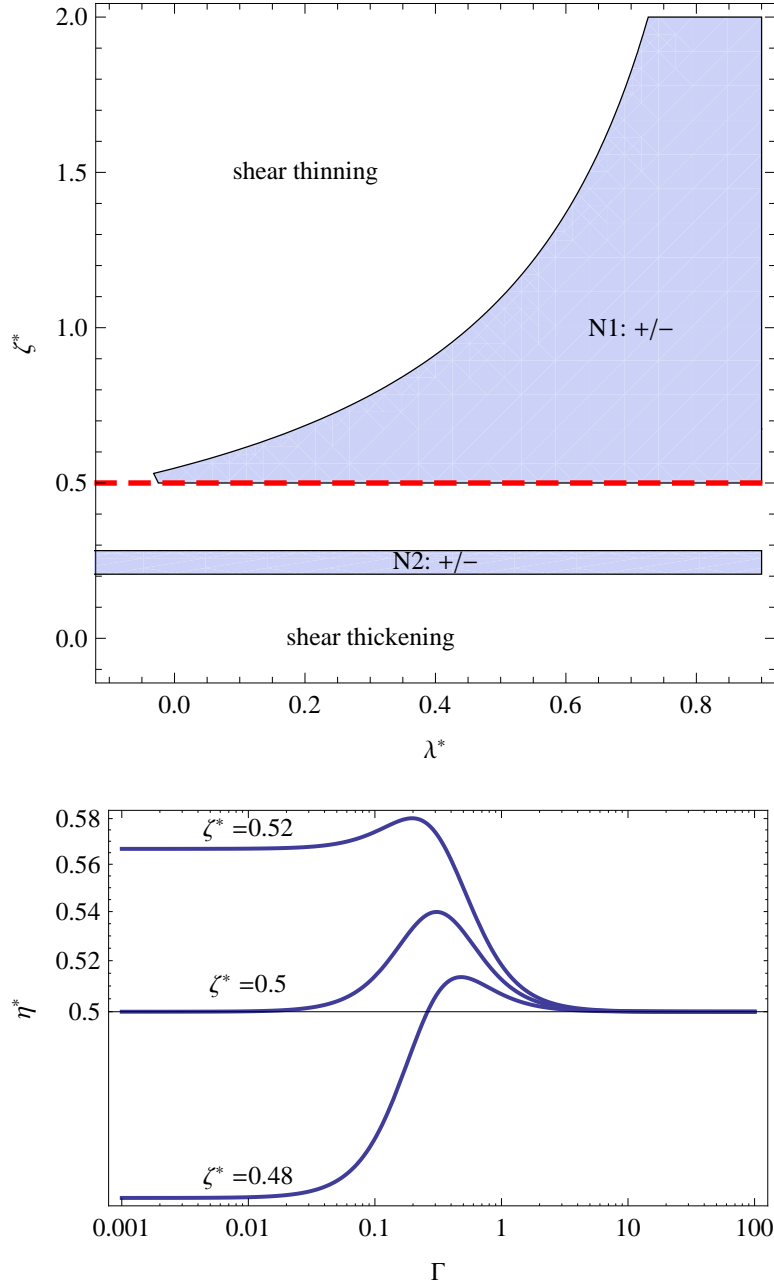 2.0
shear thinning
1.5
N1: +/−
1.0
ζ*
0.5
N2: +/−
0.0
shear thickening
0.0 0.2 0.4 0.6 0.8
λ*
0.58
ζ* =0.52
0.56
0.54
0.52
ζ* =0.5
0.5
η*
ζ* =0.48
0.001 0.01 0.1 1 10 100
Γ